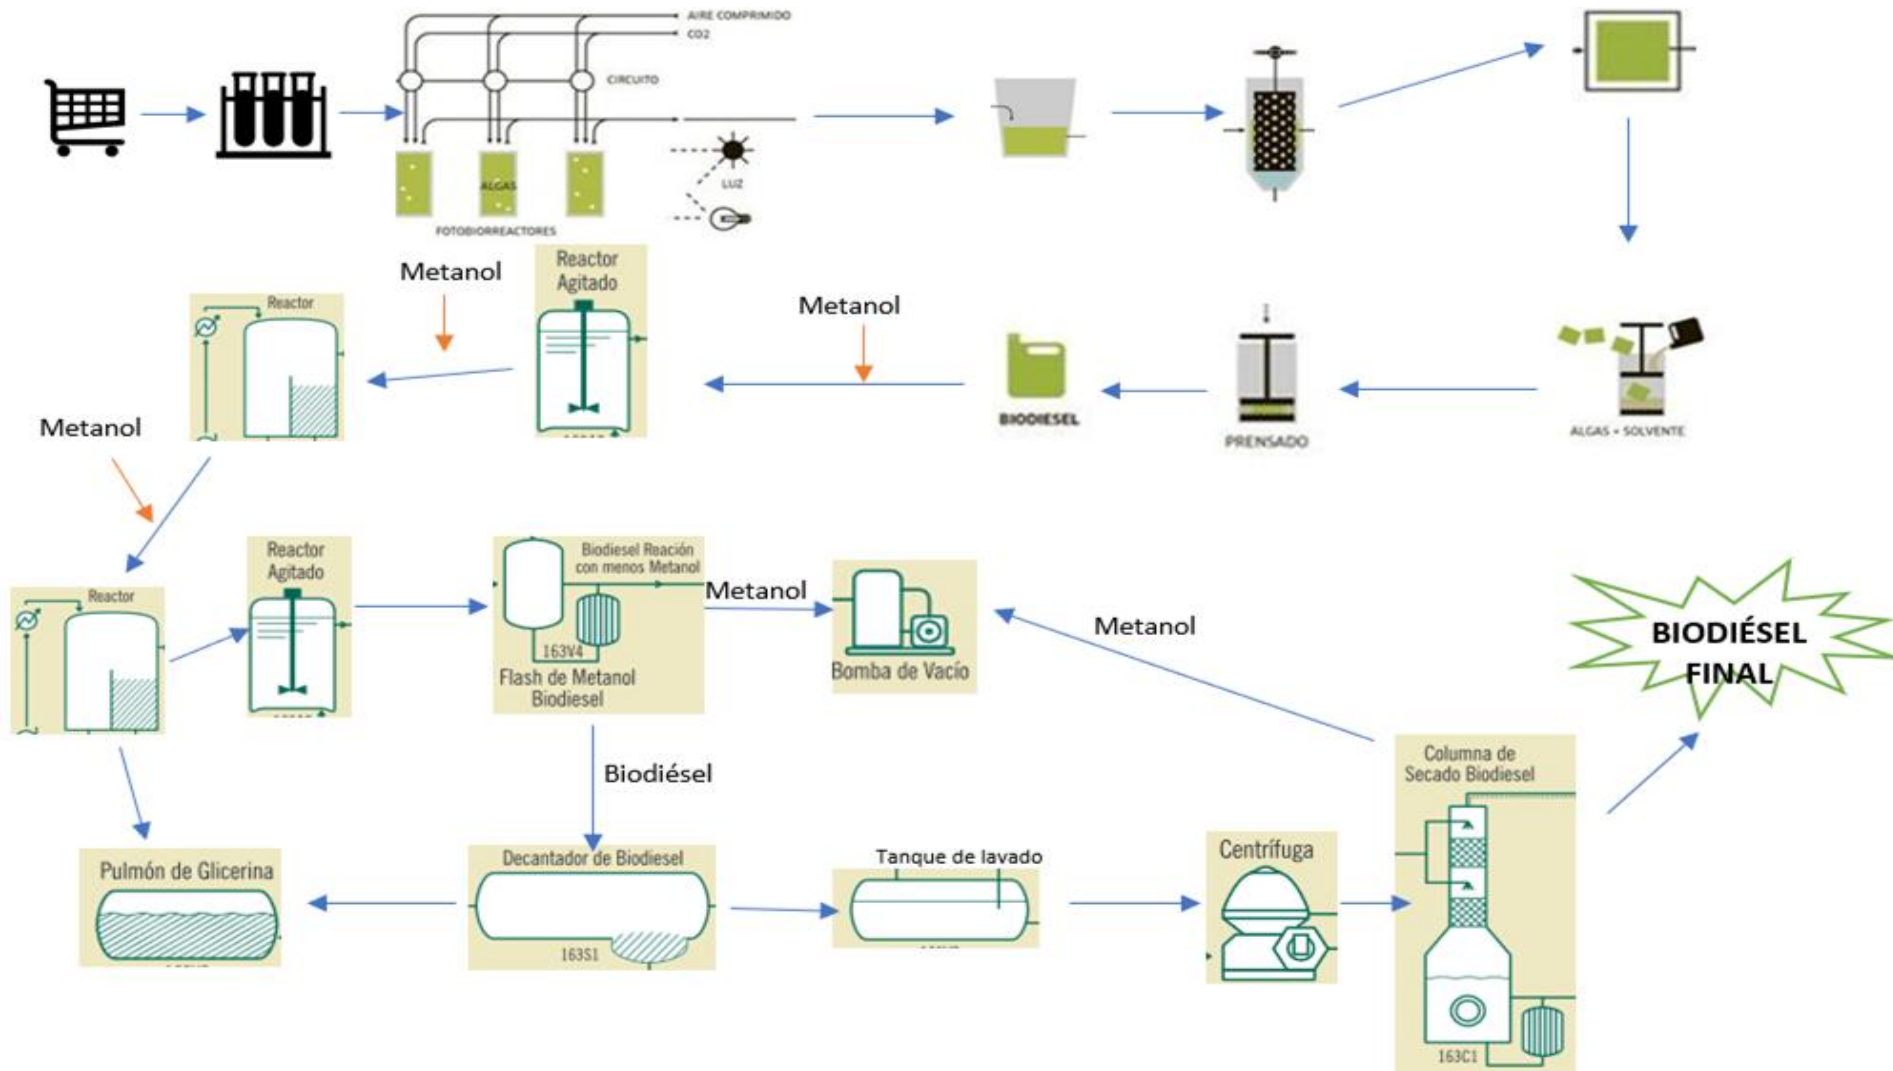 AIRE COMPRIMIDO
CO2
CIRCUITO
ALGAS
LUZ
FOTOBIORREACTORES
Metanol
Reactor
Agitado
Reactor
Metanol
BIODIESEL
PRENSADO
ALGAS + SOLVENTE
Metanol
Reactor
Reactor
Agitado
Biodiesel Reación
con menos Metanol
163V4
Flash de Metanol
Biodiesel
Metanol
Bomba de Vacío
Metanol
BIODIÉSEL
FINAL
Biodiésel
Columna de
Secado Biodiesel
163C1
Pulmón de Glicerina
Decantador de Biodiesel
163S1
Tanque de lavado
Centrífuga